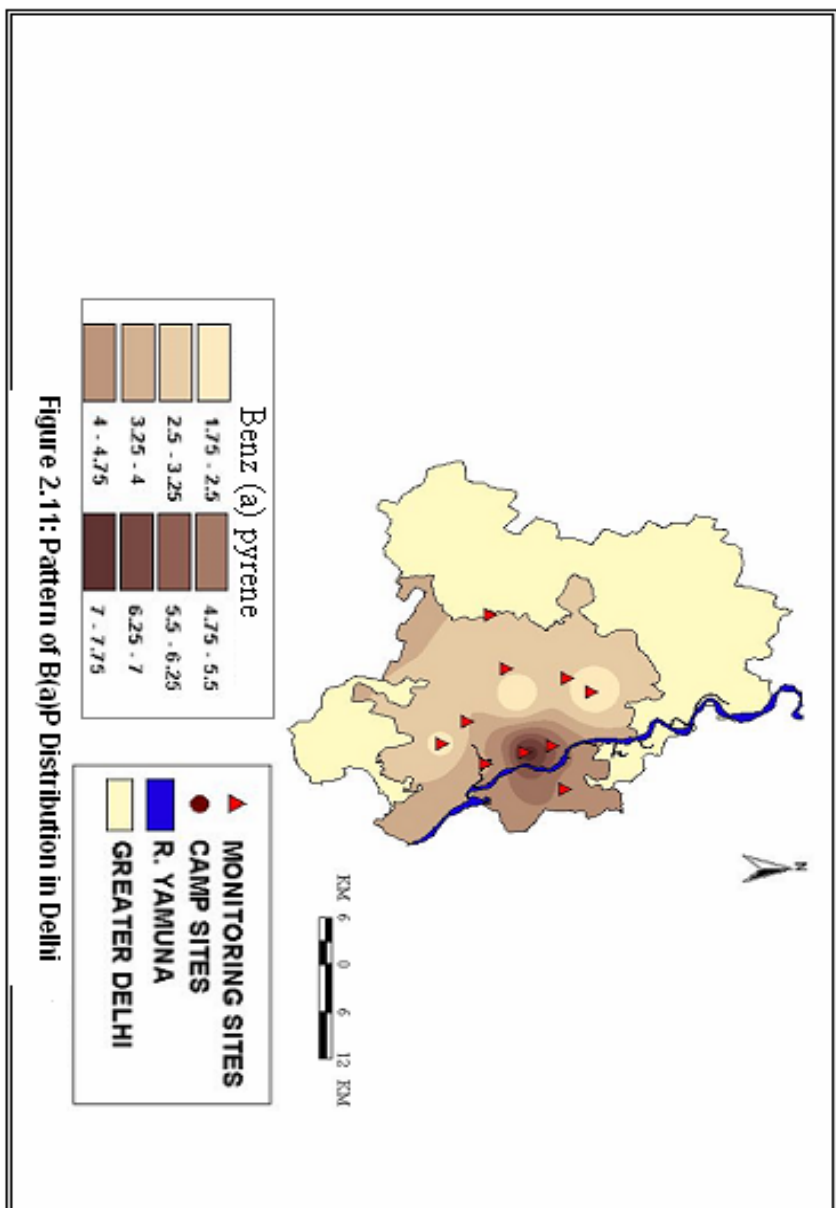 N
KM 6 0 6 12 KM
Benz (a) pyrene
1.75 - 2.5
2.5 - 3.25
3.25 - 4
4 - 4.75
4.75 - 5.5
5.5 - 6.25
6.25 - 7
7 - 7.75
MONITORING SITES
CAMP SITES
R. YAMUNA
GREATER DELHI
Figure 2.11: Pattern of B(a)P Distribution in Delhi